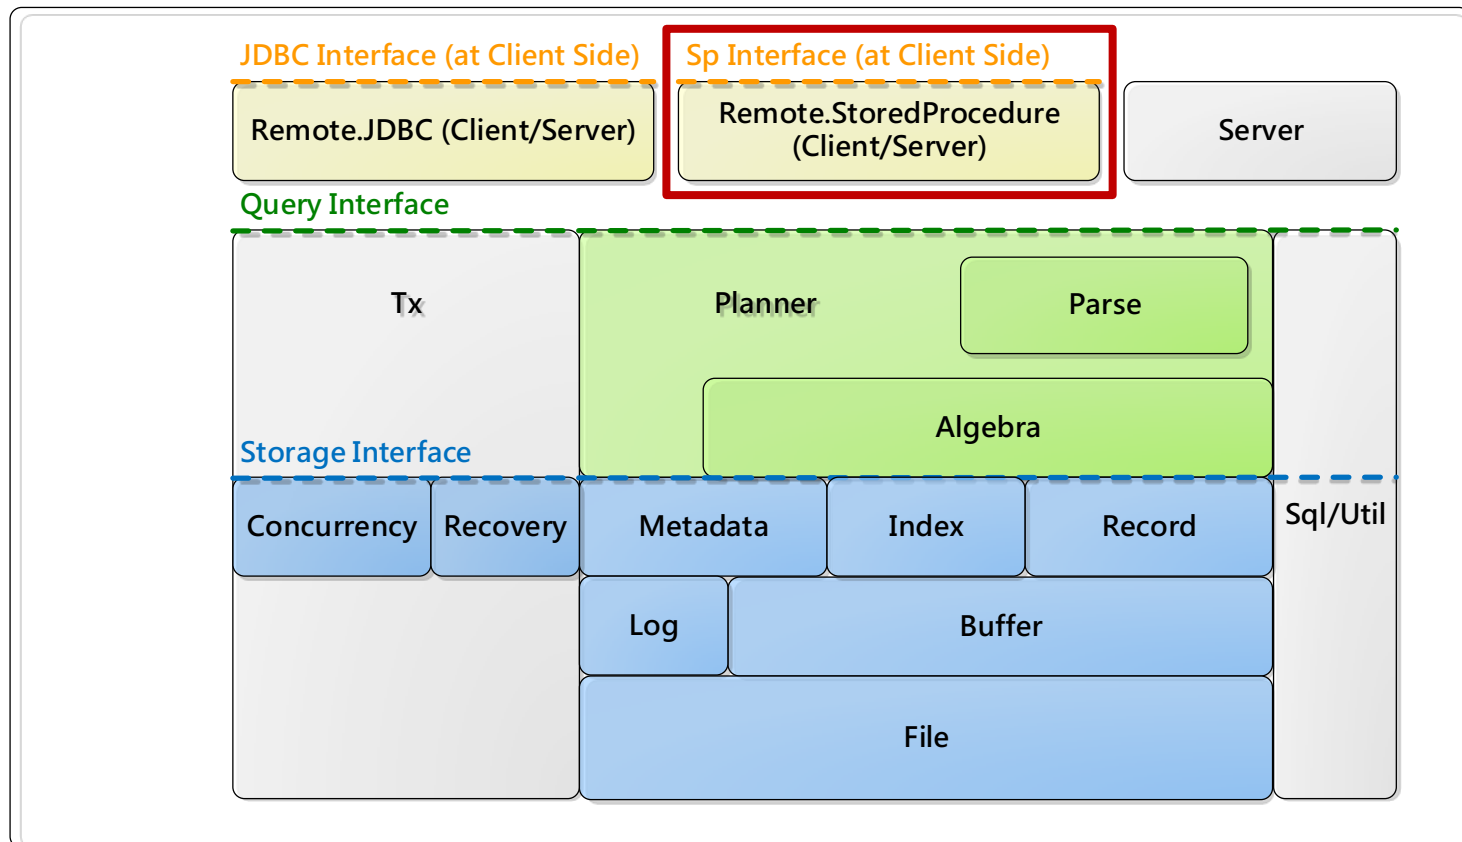 JDBC Interface (at Client Side)
Sp Interface (at Client Side)
Remote.JDBC (Client/Server)
Remote.StoredProcedure
(Client/Server)
Server
Query Interface
Tx
Planner
Parse
Algebra
Storage Interface
Concurrency
Recovery
Metadata
Index
Record
Sql/Util
Log
Buffer
File